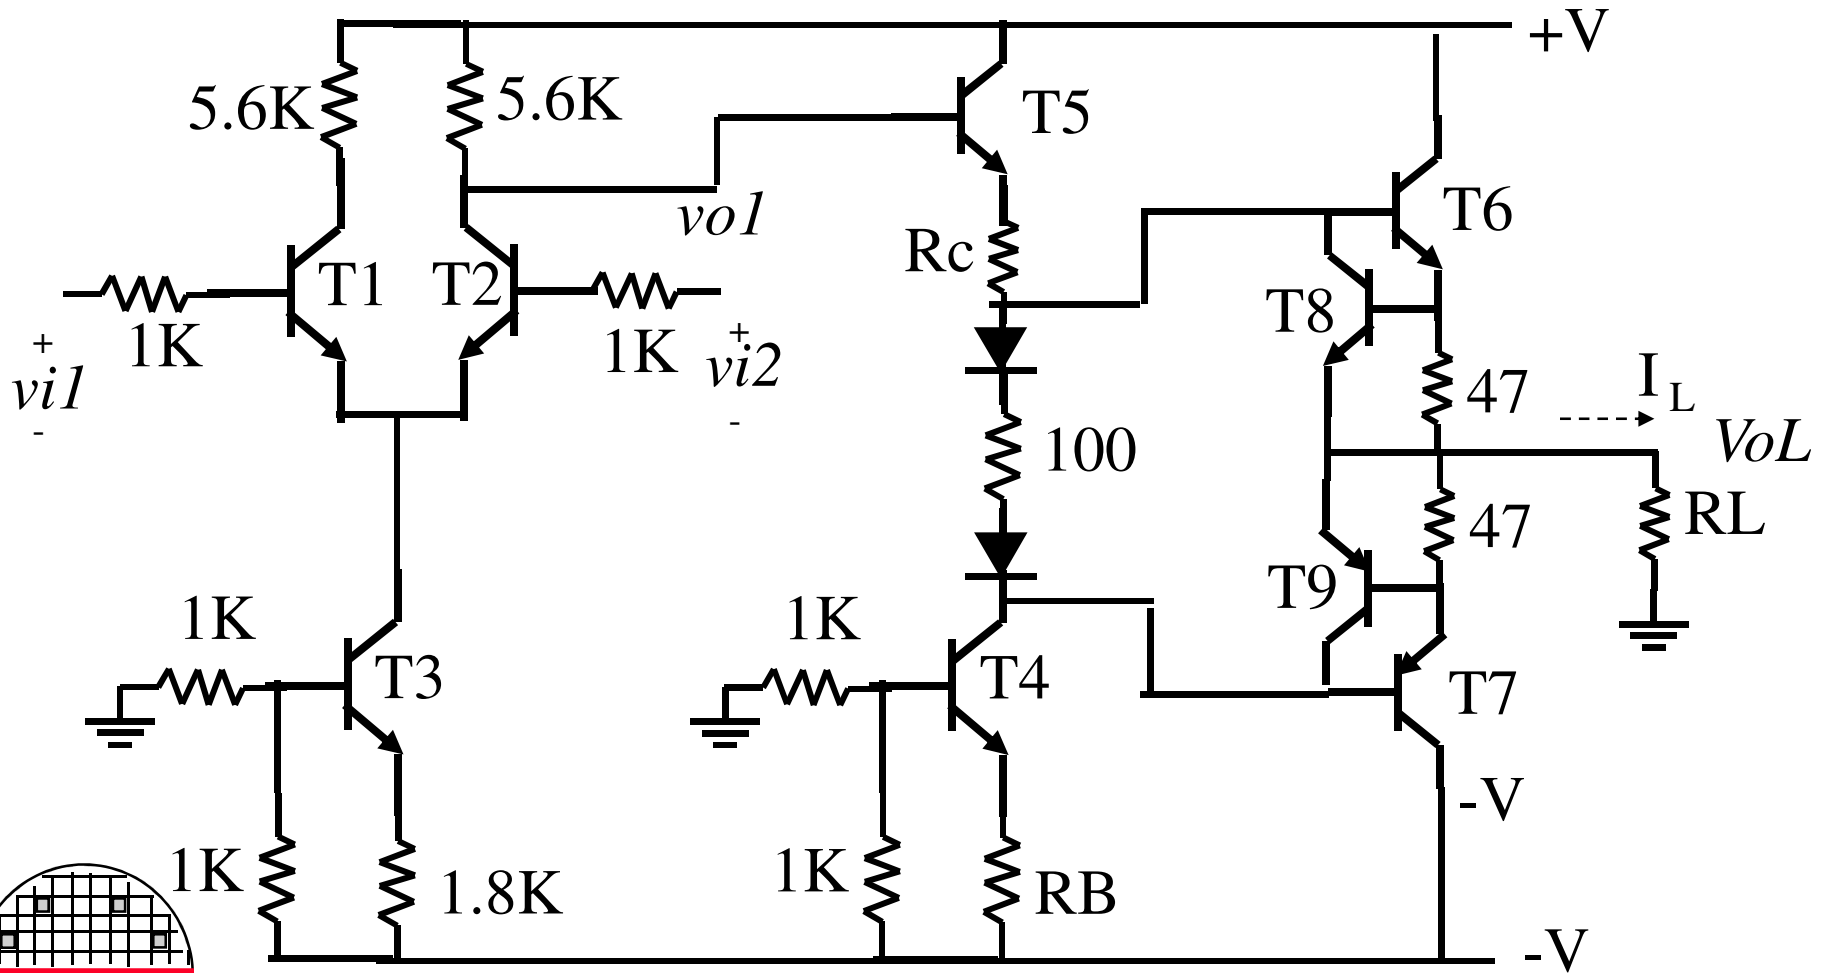 +V
5.6K
5.6K
T5
vo1
T6
Rc
T1
T2
T8
1K
1K
+
vi1
-
+
vi2
-
47
I L
VoL
100
47
RL
T9
1K
1K
T3
T4
T7
-V
1K
1.8K
1K
RB
-V